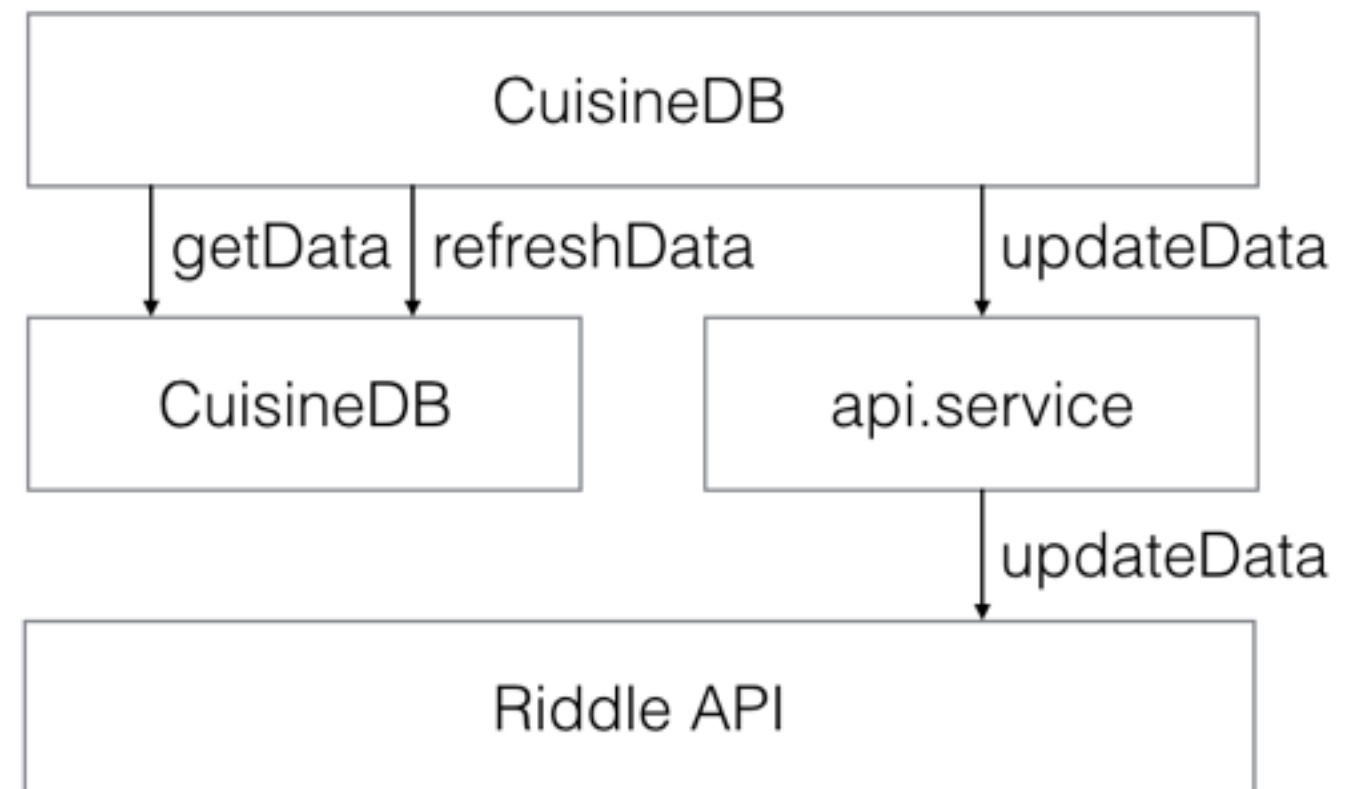 CuisineDB
getData refreshData updateData
CuisineDB api.service
updateData
Riddle API